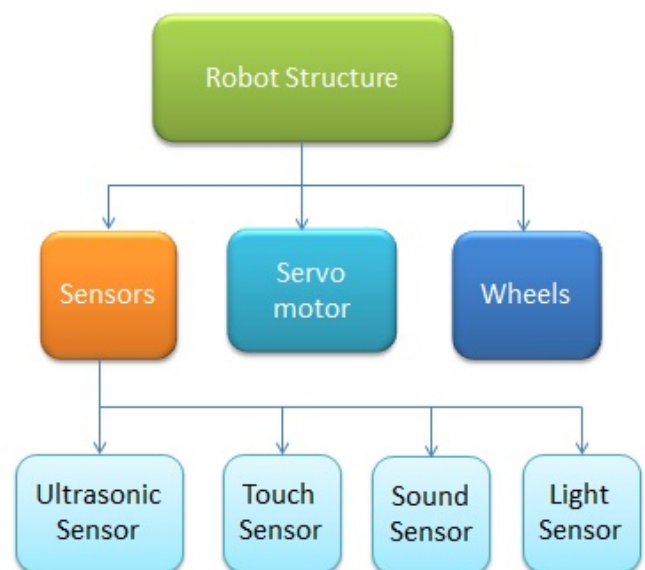 Robot Structure
Sensors
Servo
motor
Wheels
Ultrasonic
Sensor
Touch
Sensor
Sound
Sensor
Light
Sensor